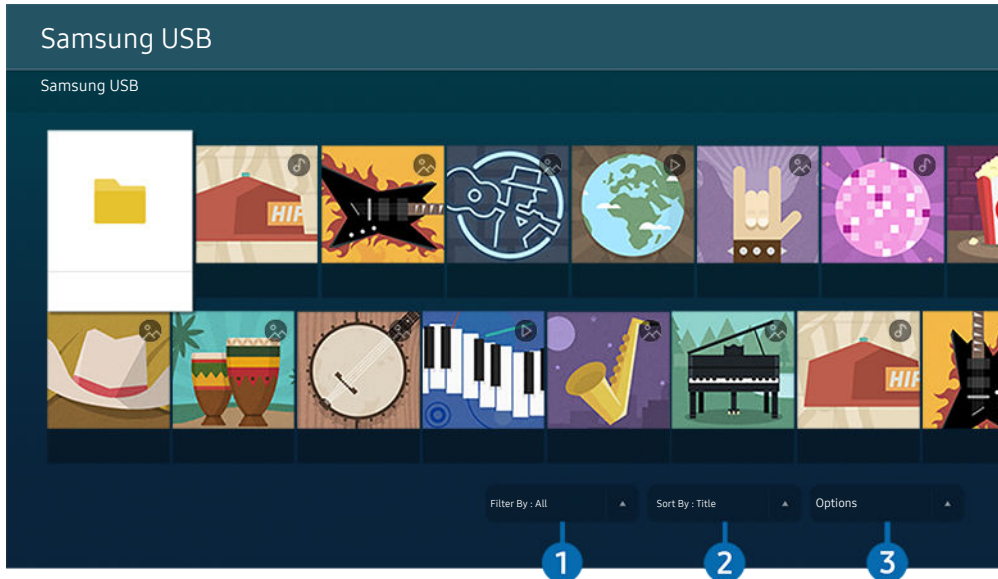 Samsung USB
Samsung USB
HIP
HIP
Filter By : All
Sort By : Title
Options
1
2
3